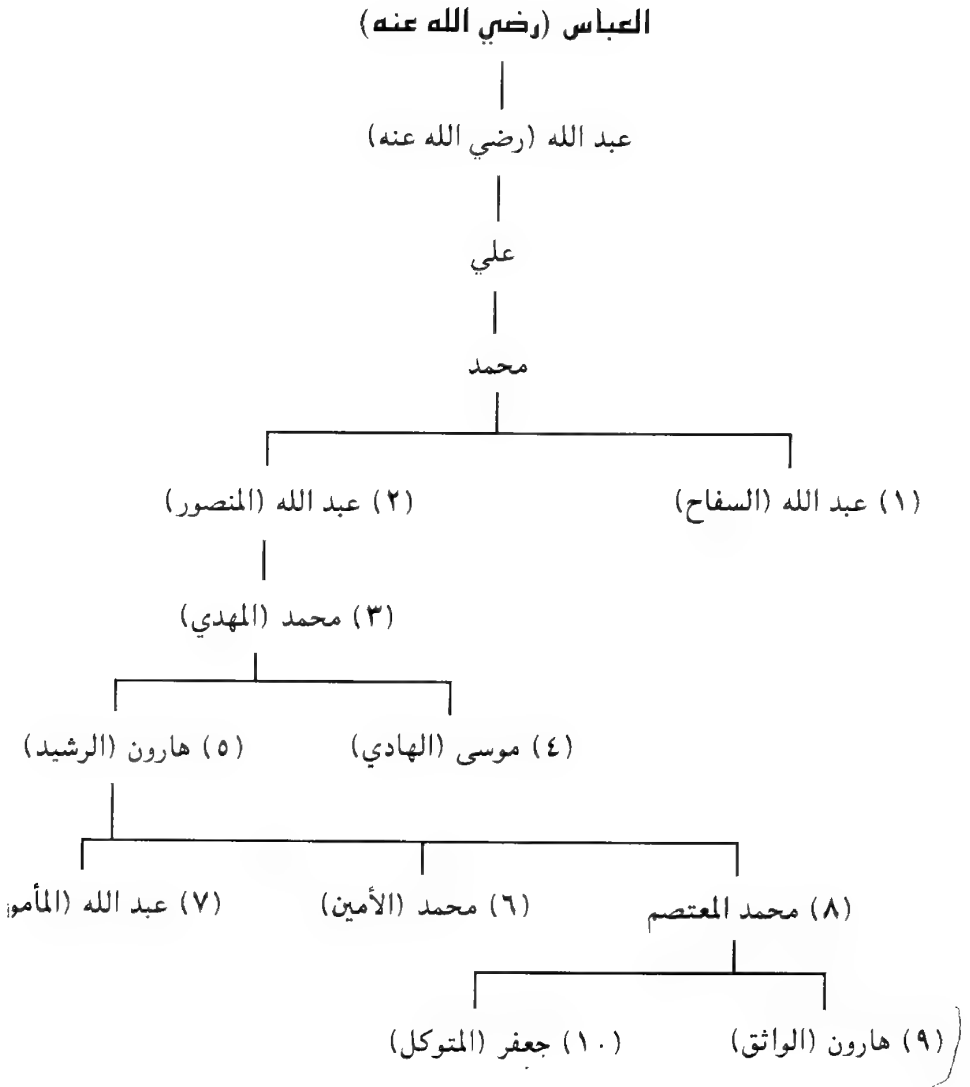 العباس (رضي الله عنه)
عبد الله (رضي الله عنه)
علي
محمد
(١) عبد الله (السفاح) (٢) عبد الله (المنصور)
(٣) محمد (المهدي)
(٤) موسى (الهادي) (٥) هارون (الرشيد)
(٨) محمد المعتصم (٦) محمد (الأمين) (٧) عبد الله (المأمو
(٩) هارون (الواثق) (١٠) جعفر (المتوكل)